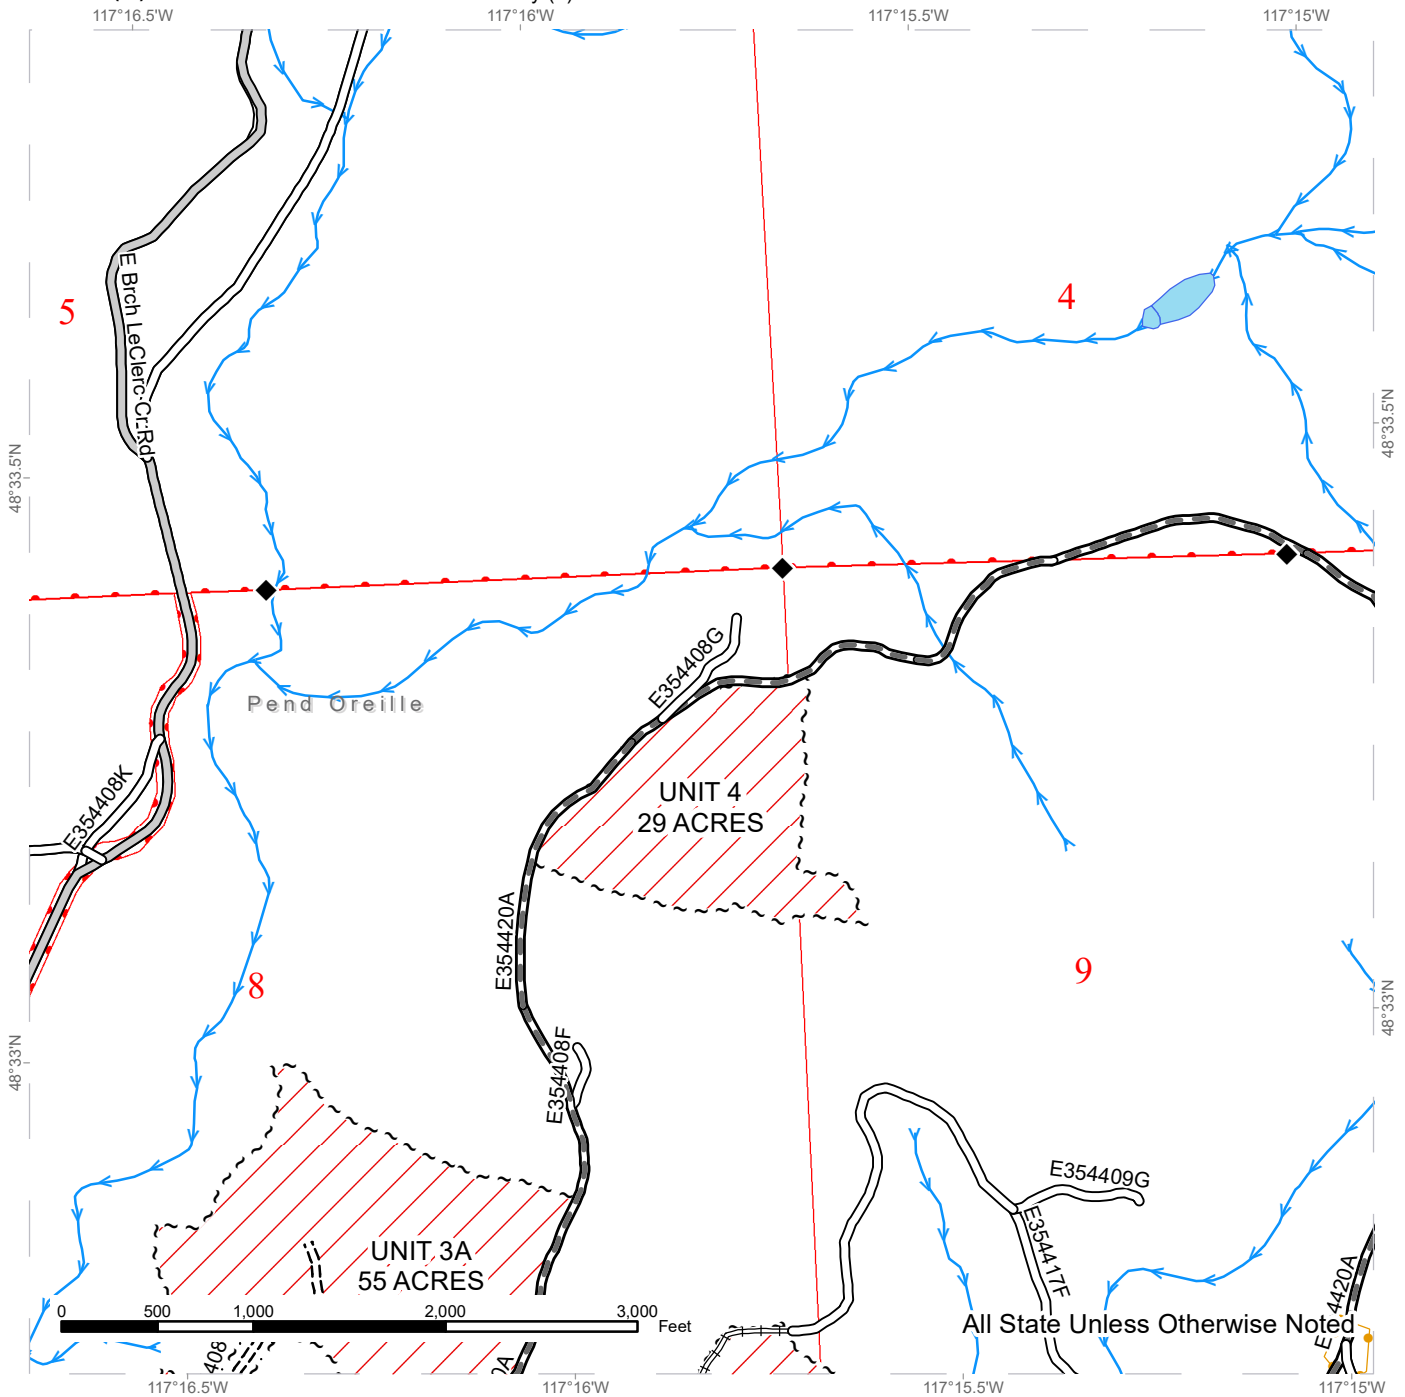 117°16.5'W
117°16'W
117°15.5'W
117°15'W
E Brch LeClerc Cr Rd
5
4
48°33.5'N
48°33.5'N
E354408G
Pend Oreille
E354408K
UNIT 4
29 ACRES
E354420A
8
9
48°33'N
48°33'N
E354408F
E354409G
E354417F
UNIT 3A
55 ACRES
0 500 1,000 2,000 3,000 Feet
All State Unless Otherwise Noted
4420A
408
0A
117°16.5'W
117°16'W
117°15.5'W
117°15'W